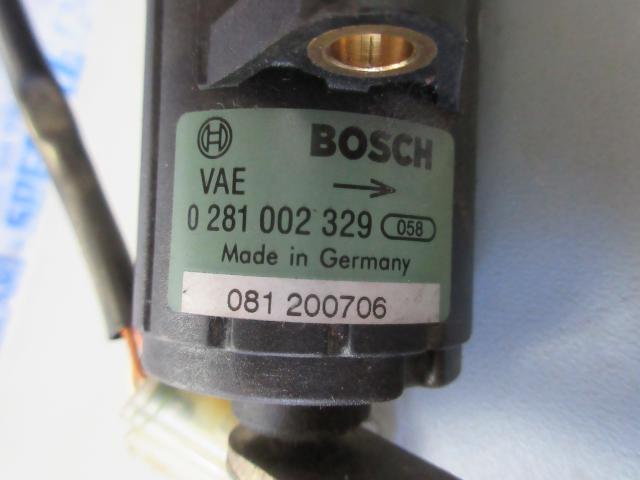 BOSCH
VAE
0 281 002 329 058
Made in Germany
081 200706